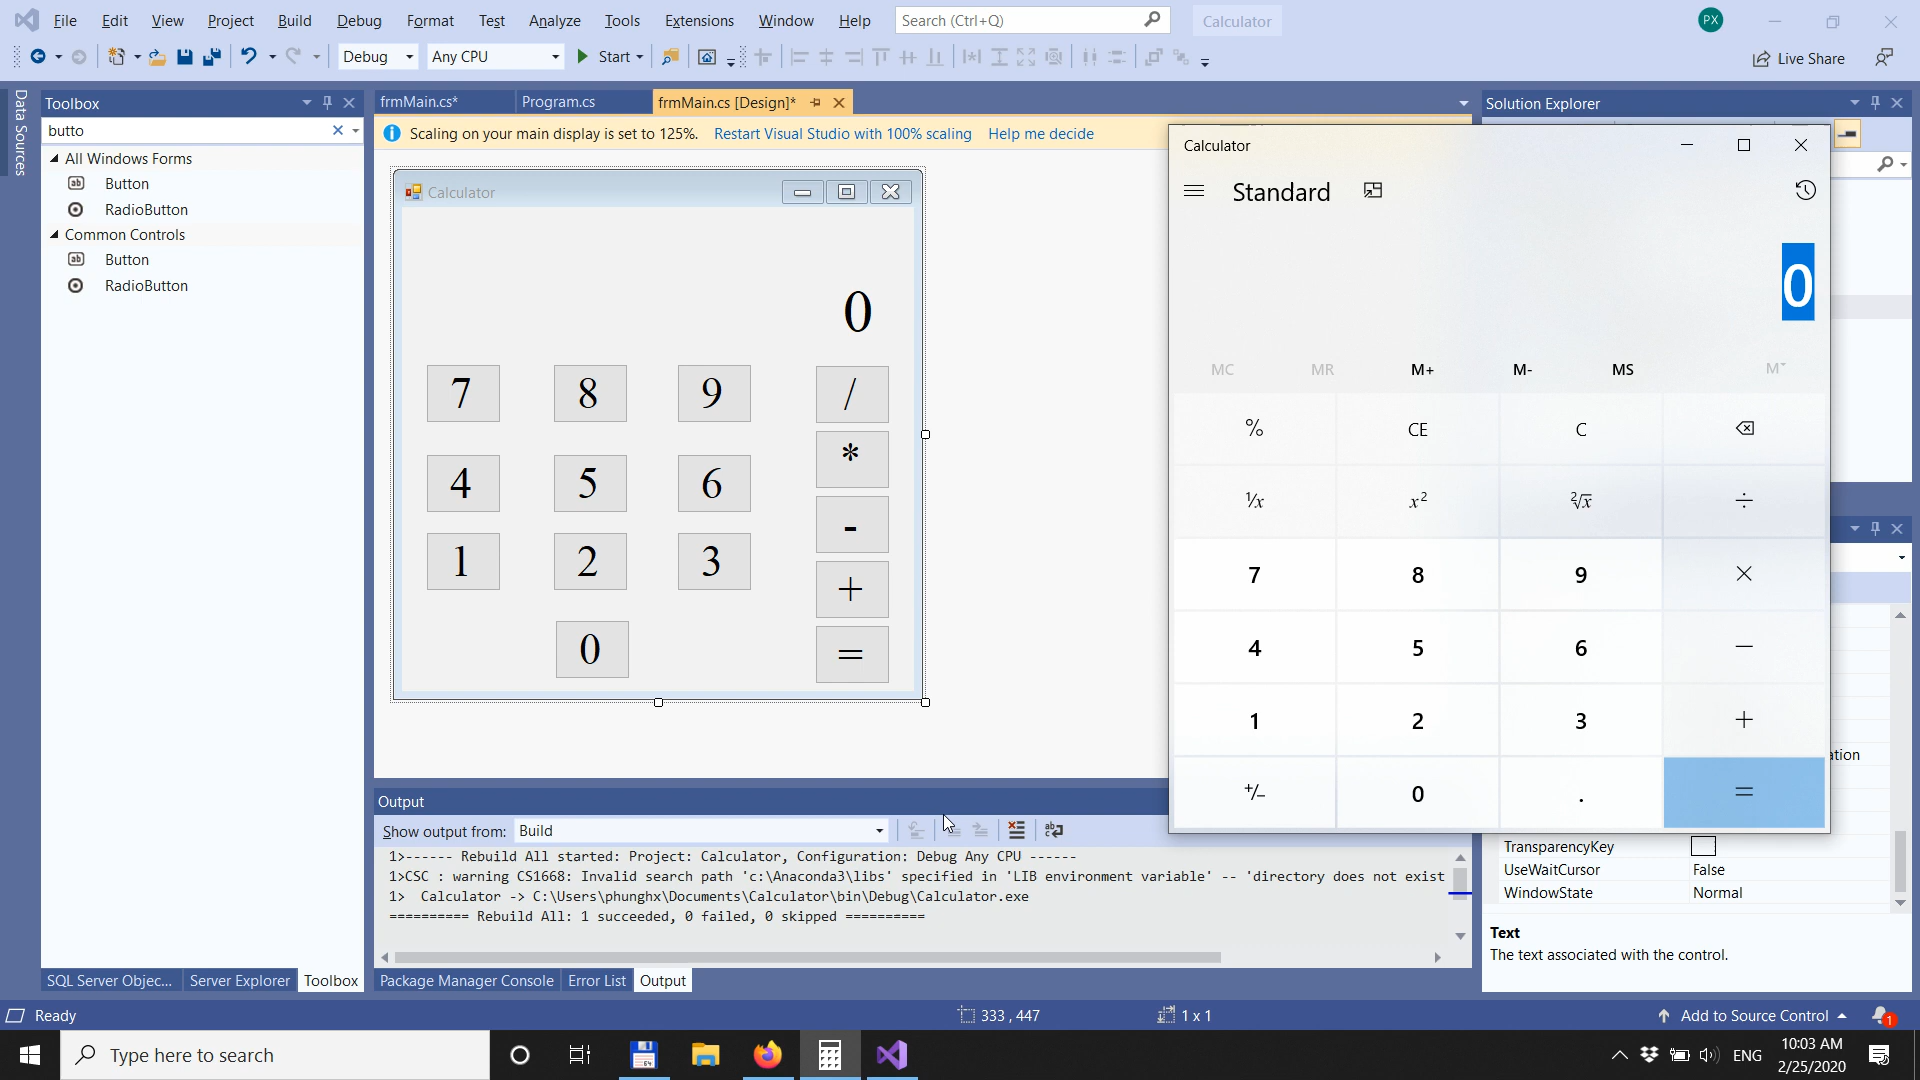 File Edit View Project Build Debug Format Test Analyze Tools Extensions Window Help Search (Ctrl+Q) Calculator PX
Debug Any CPU Start Live Share
Data Sources
Toolbox
butto
All Windows Forms
Button
RadioButton
Common Controls
Button
RadioButton
SQL Server Objec... Server Explorer Toolbox
frmMain.cs* Program.cs frmMain.cs [Design]*
Scaling on your main display is set to 125%. Restart Visual Studio with 100% scaling Help me decide
Calculator
0
7 8 9 /
*
4 5 6
-
1 2 3 +
0 =
Output
Show output from: Build
1>------ Rebuild All started: Project: Calculator, Configuration: Debug Any CPU ------
1>CSC : warning CS1668: Invalid search path 'c:\Anaconda3\libs' specified in 'LIB environment variable' -- 'directory does not exist
1> Calculator -> C:\Users\phunghx\Documents\Calculator\bin\Debug\Calculator.exe
========== Rebuild All: 1 succeeded, 0 failed, 0 skipped ==========
Package Manager Console Error List Output
Solution Explorer
Calculator
Standard
0
MC MR M+ M- MS M˅
% CE C
¹/x x² ²√x ÷
7 8 9 ×
4 5 6 −
1 2 3 +
+/− 0 . =
ation
TransparencyKey
UseWaitCursor False
WindowState Normal
Text
The text associated with the control.
Ready 333 , 447 1 x 1 Add to Source Control 1
Type here to search 64 ENG 10:03 AM
2/25/2020